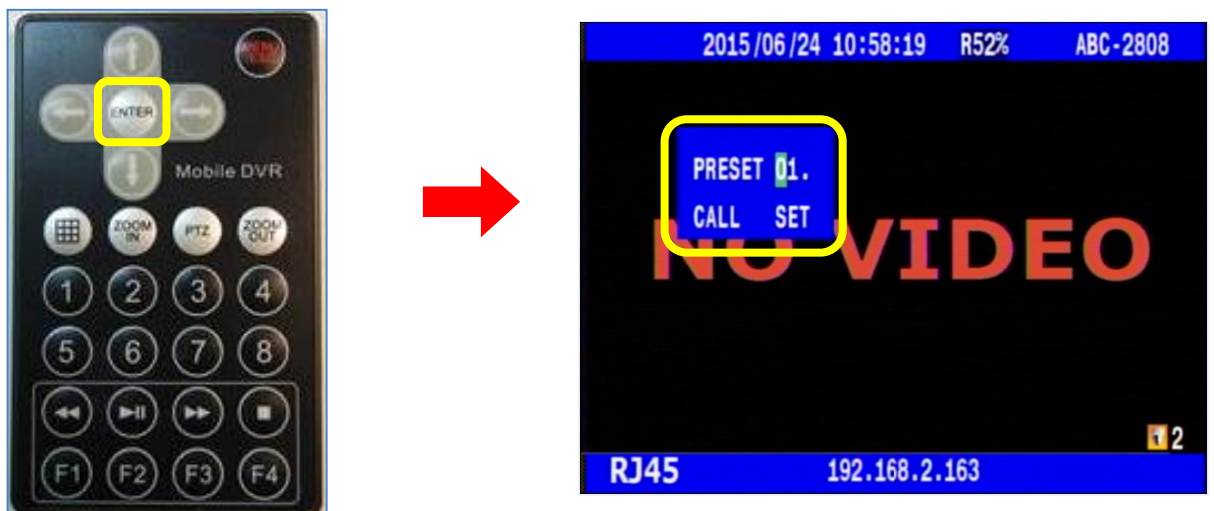 MENU
ENTER
Mobile DVR
ZOOM IN
PTZ
ZOOM OUT
1 2 3 4
5 6 7 8
F1 F2 F3 F4
2015/06/24 10:58:19 R52% ABC-2808
PRESET 01.
CALL SET
NO VIDEO
2
RJ45 192.168.2.163